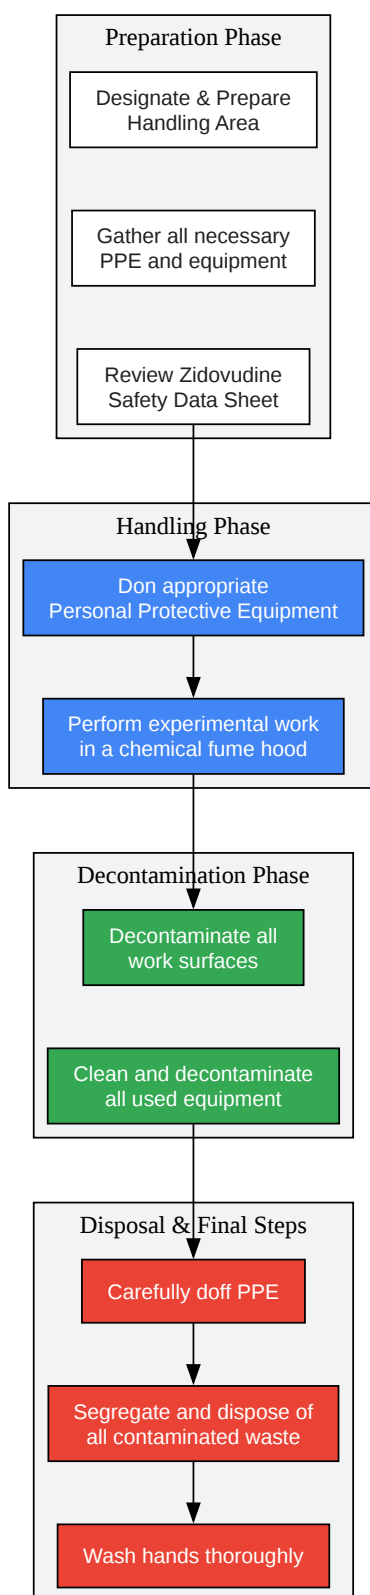 Preparation Phase
Designate & Prepare
Handling Area
Gather all necessary
PPE and equipment
Review Zidovudine
Safety Data Sheet
Handling Phase
Don appropriate
Personal Protective Equipment
Perform experimental work
in a chemical fume hood
Decontamination Phase
Decontaminate all
work surfaces
Clean and decontaminate
all used equipment
Disposal & Final Steps
Carefully doff PPE
Segregate and dispose of
all contaminated waste
Wash hands thoroughly